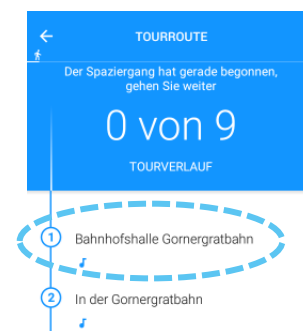 TOURROUTE
Der Spaziergang hat gerade begonnen,
gehen Sie weiter
0 von 9
TOURVERLAUF
1 Bahnhofshalle Gornergratbahn
2 In der Gornergratbahn